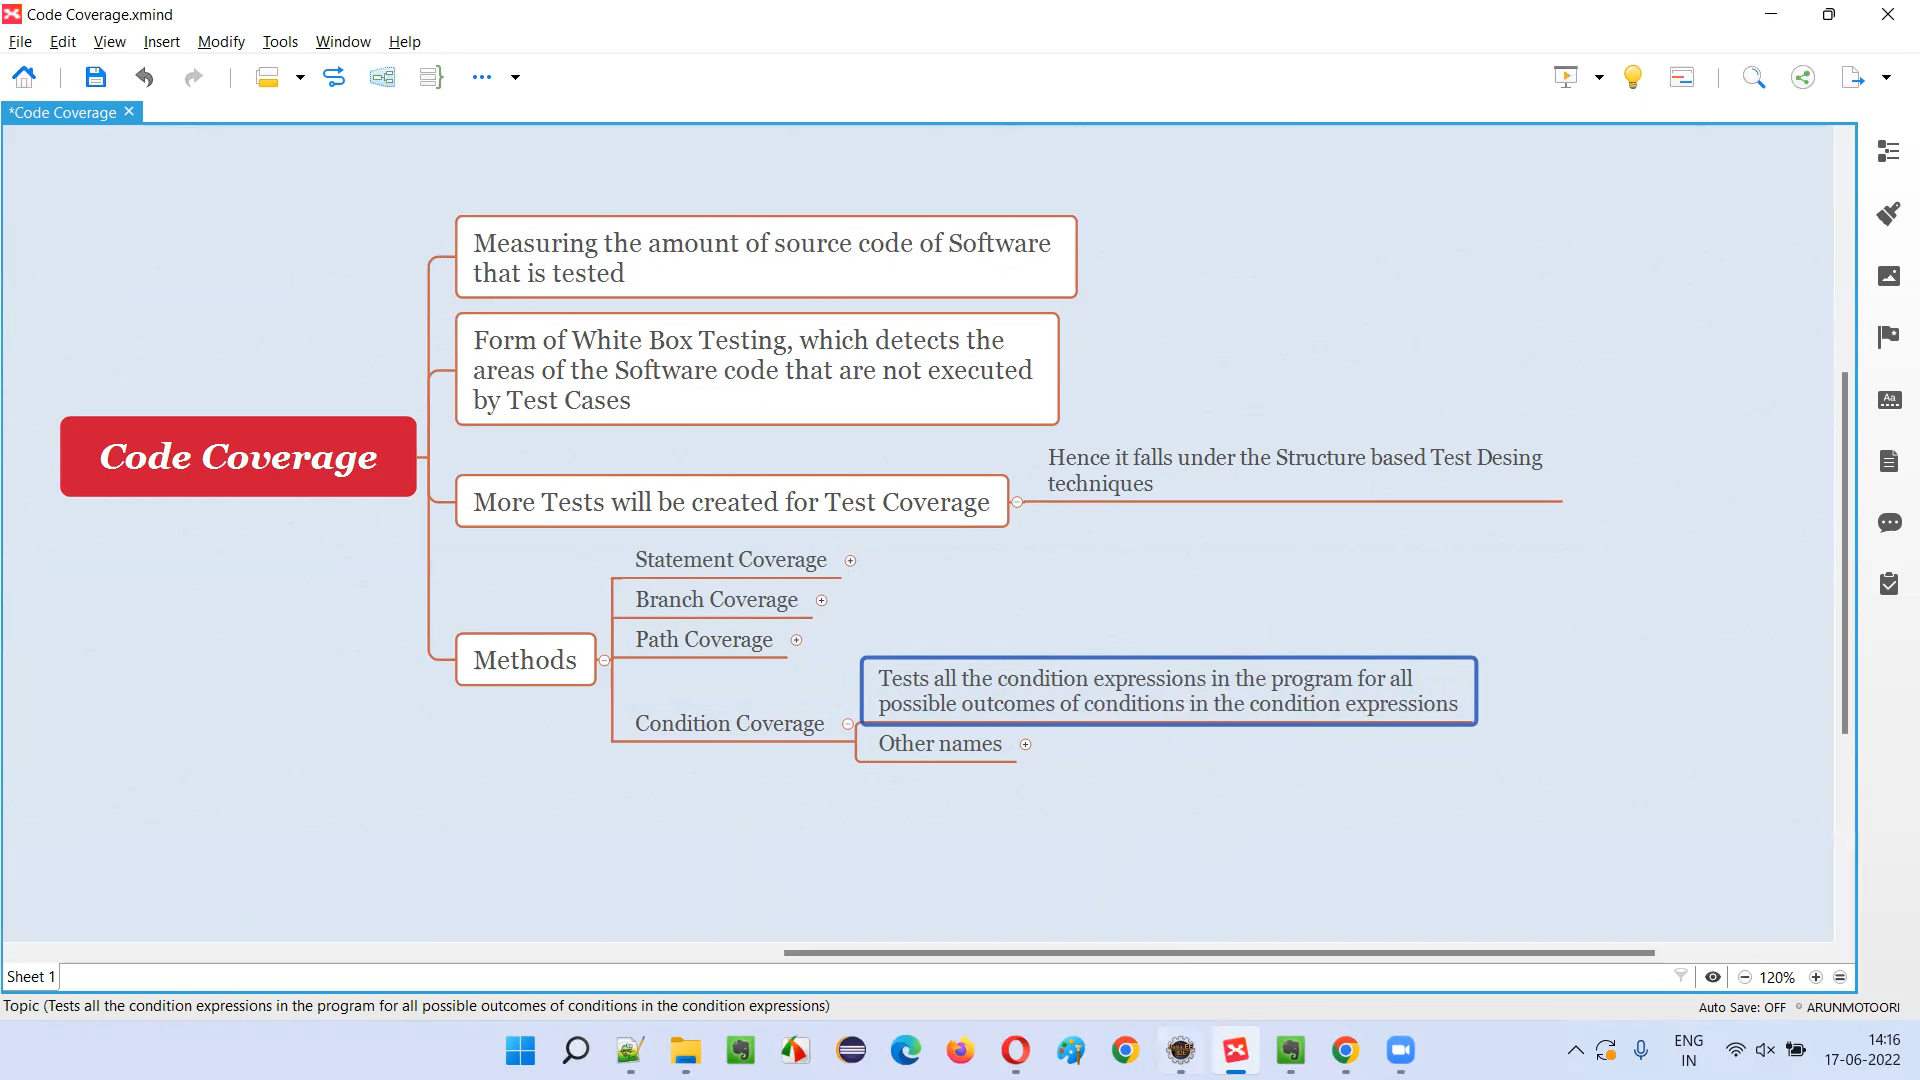 Code Coverage.xmind
File Edit View Insert Modify Tools Window Help
*Code Coverage
Measuring the amount of source code of Software
that is tested
Form of White Box Testing, which detects the
areas of the Software code that are not executed
by Test Cases
Code Coverage
Hence it falls under the Structure based Test Desing
techniques
More Tests will be created for Test Coverage
Statement Coverage
Branch Coverage
Path Coverage
Methods
Tests all the condition expressions in the program for all
possible outcomes of conditions in the condition expressions
Condition Coverage
Other names
Sheet 1
120%
Topic (Tests all the condition expressions in the program for all possible outcomes of conditions in the condition expressions)
Auto Save: OFF ARUNMOTOORI
ENG
IN
14:16
17-06-2022